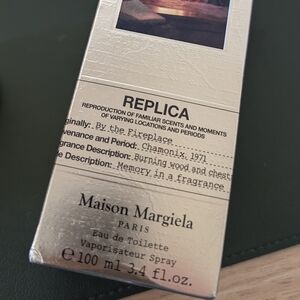 REPLICA
REPRODUCTION OF FAMILIAR SCENTS AND MOMENTS
OF VARYING LOCATIONS AND PERIODS
ginally: By the Fireplace
venance and Period: Chamonix, 1971
grance Description: Burning wood and chest
le Description: Memory in a fragrance
Maison Margiela
PARIS
Eau de Toilette
Vaporisateur Spray
℮ 100 ml 3.4 fl.oz.